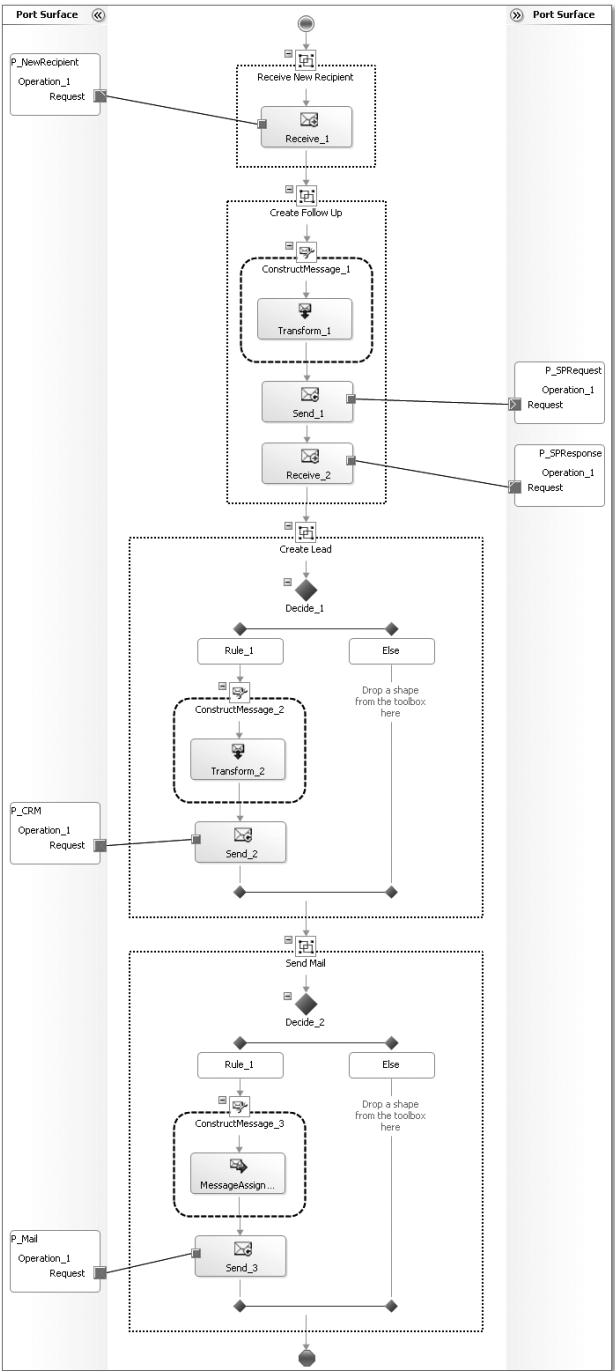 Port Surface
Port Surface
P_NewRecipient
Operation_1
Request
Receive New Recipient
Receive_1
Create Follow Up
ConstructMessage_1
Transform_1
P_SPRequest
Operation_1
Request
Send_1
P_SPResponse
Operation_1
Request
Receive_2
Create Lead
Decide_1
Rule_1
Else
Drop a shape
from the toolbox
here
ConstructMessage_2
Transform_2
P_CRM
Operation_1
Request
Send_2
Send Mail
Decide_2
Rule_1
Else
Drop a shape
from the toolbox
here
ConstructMessage_3
MessageAssign...
P_Mail
Operation_1
Request
Send_3